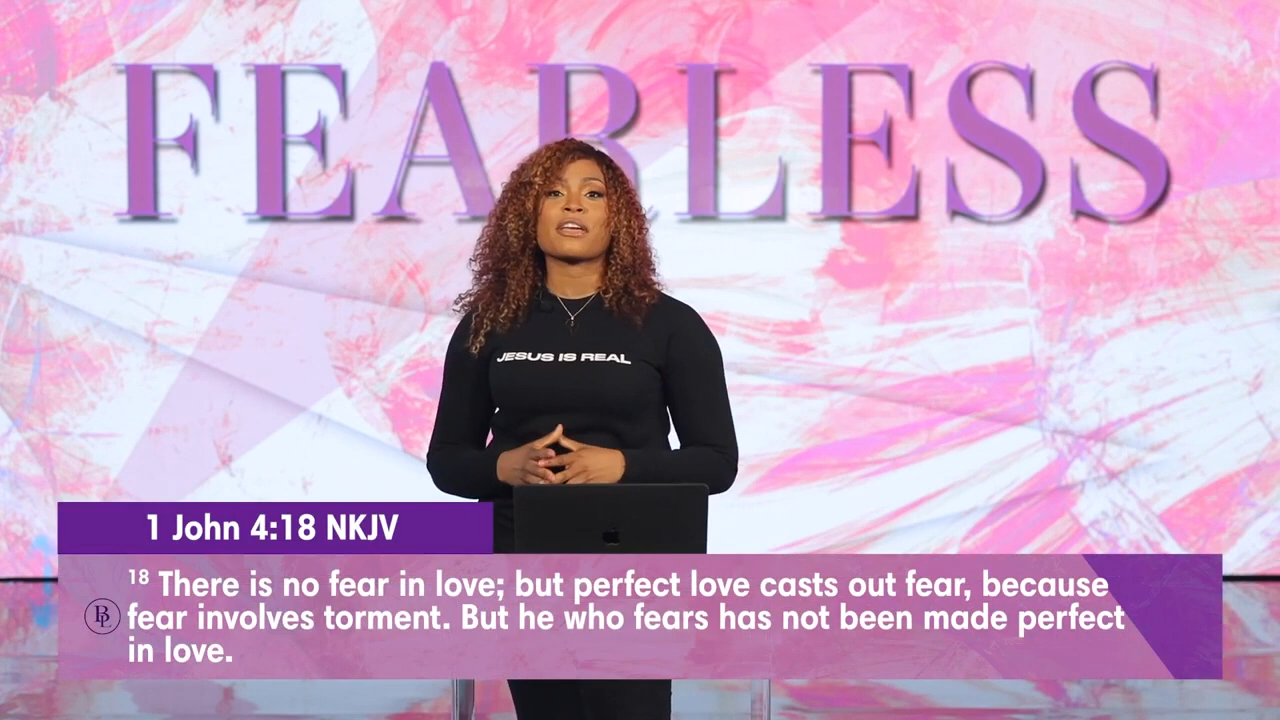 FEARLESS
JESUS IS REAL
1 John 4:18 NKJV
18 There is no fear in love; but perfect love casts out fear, because
fear involves torment. But he who fears has not been made perfect
in love.